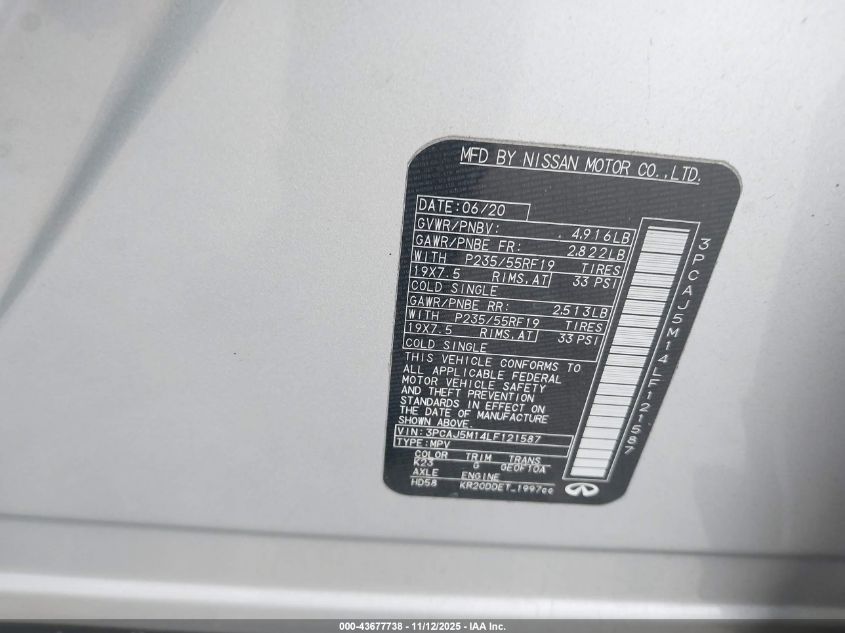 MFD BY NISSAN MOTOR CO.,LTD.
DATE:06/20
GVWR/PNBV: 4,916LB
GAWR/PNBE FR: 2,822LB
WITH P235/55RF19 TIRES
19X7.5 RIMS,AT 33 PSI
COLD SINGLE
GAWR/PNBE RR: 2,513LB
WITH P235/55RF19 TIRES
19X7.5 RIMS,AT 33 PSI
COLD SINGLE
THIS VEHICLE CONFORMS TO
ALL APPLICABLE FEDERAL
MOTOR VEHICLE SAFETY
AND THEFT PREVENTION
STANDARDS IN EFFECT ON
THE DATE OF MANUFACTURE
SHOWN ABOVE.
VIN: 3PCAJ5M14LF121587
TYPE:MPV
COLOR TRIM TRANS
K23 G GE0F10A
AXLE ENGINE
HD58 KR20DDET_1997cc
3PCAJ5M14LF121587
000-43677738 - 11/12/2025 - IAA Inc.